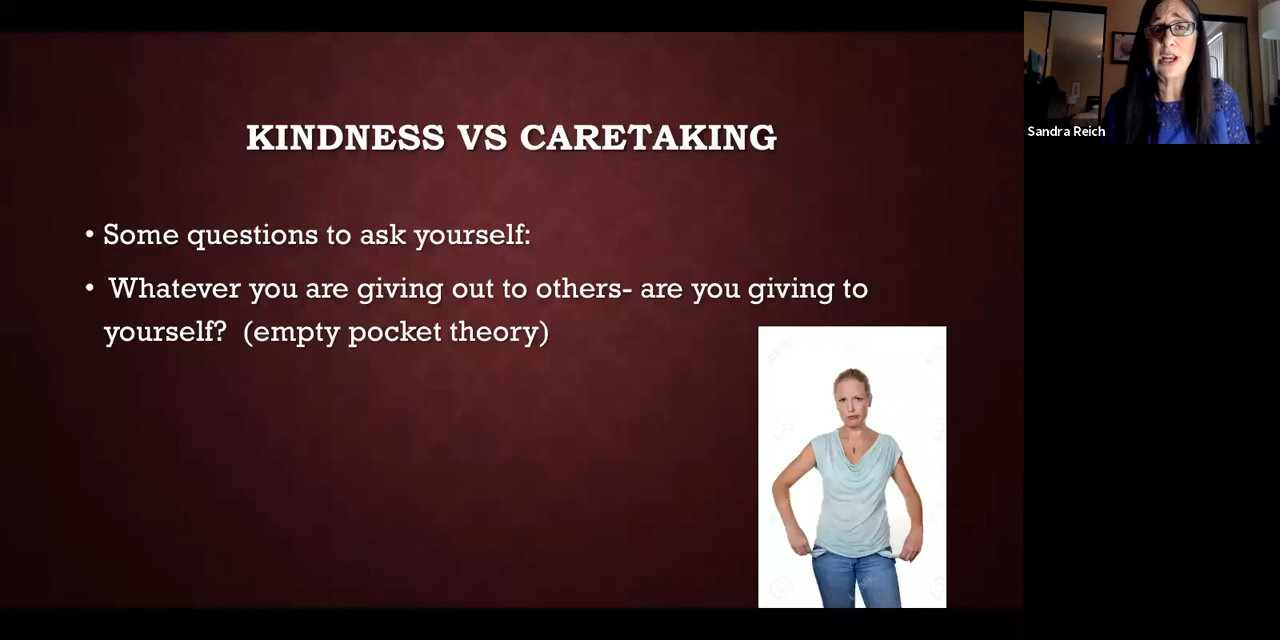 KINDNESS VS CARETAKING
• Some questions to ask yourself:
• Whatever you are giving out to others- are you giving to
yourself? (empty pocket theory)
Sandra Reich